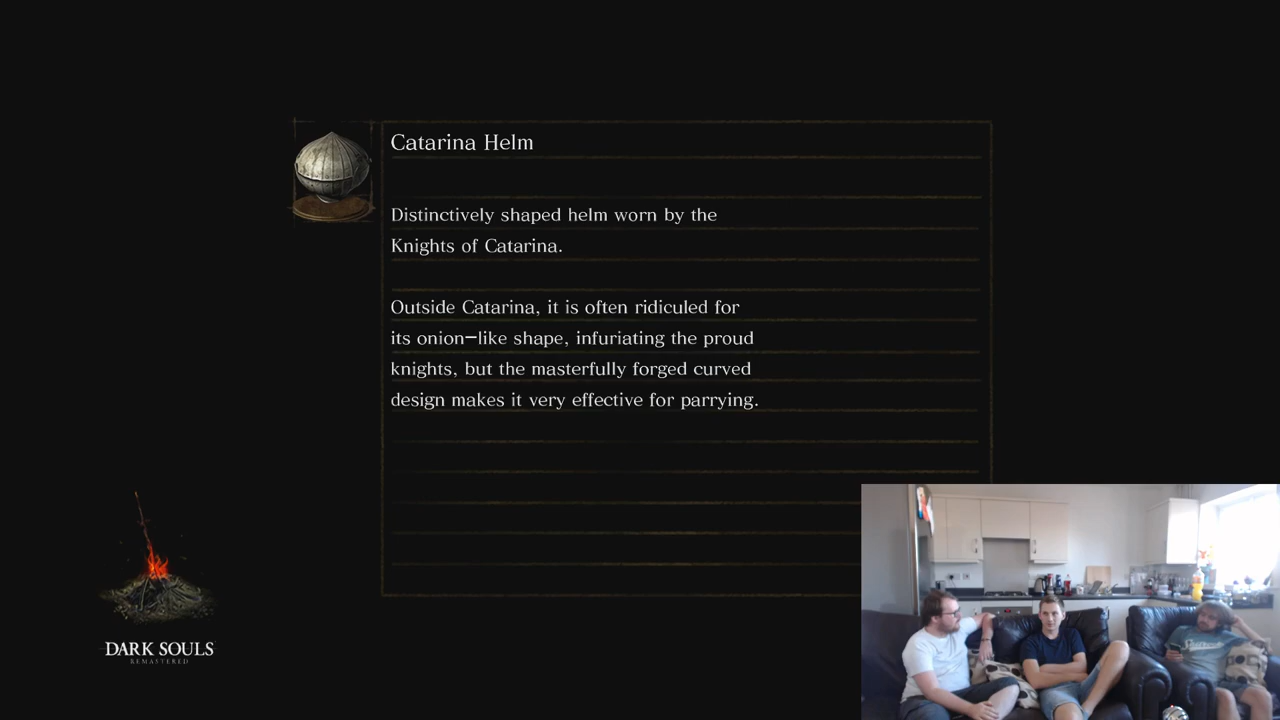 Catarina Helm
Distinctively shaped helm worn by the
Knights of Catarina.
Outside Catarina, it is often ridiculed for
its onion-like shape, infuriating the proud
knights, but the masterfully forged curved
design makes it very effective for parrying.
DARK SOULS
REMASTERED